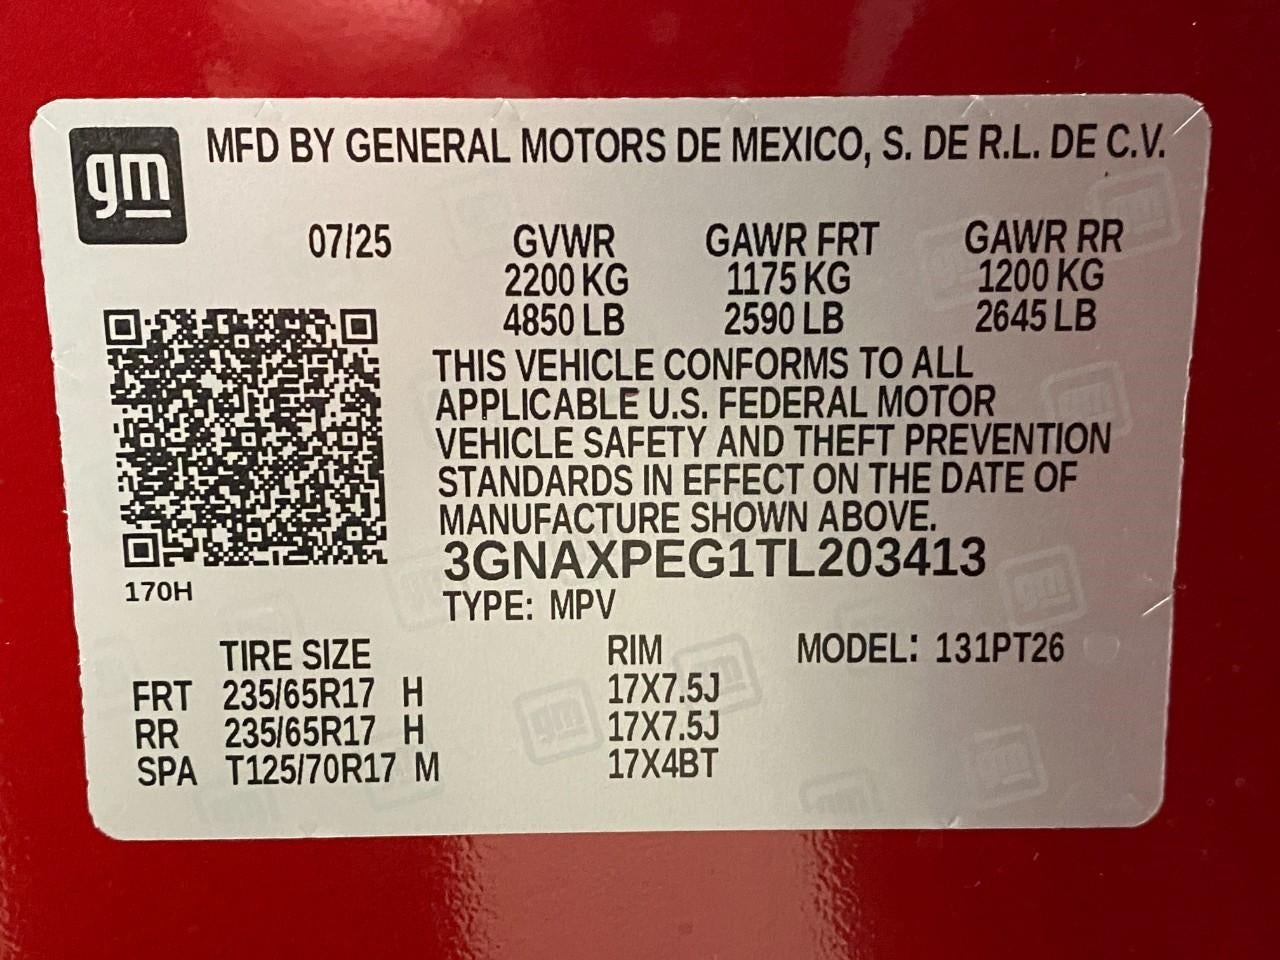 gm
MFD BY GENERAL MOTORS DE MEXICO, S. DE R.L. DE C.V.
07/25 GVWR GAWR FRT GAWR RR
2200 KG 1175 KG 1200 KG
4850 LB 2590 LB 2645 LB
THIS VEHICLE CONFORMS TO ALL
APPLICABLE U.S. FEDERAL MOTOR
VEHICLE SAFETY AND THEFT PREVENTION
STANDARDS IN EFFECT ON THE DATE OF
MANUFACTURE SHOWN ABOVE.
3GNAXPEG1TL203413
170H
TYPE: MPV
TIRE SIZE RIM MODEL: 131PT26
FRT 235/65R17 H 17X7.5J
RR 235/65R17 H 17X7.5J
SPA T125/70R17 M 17X4BT